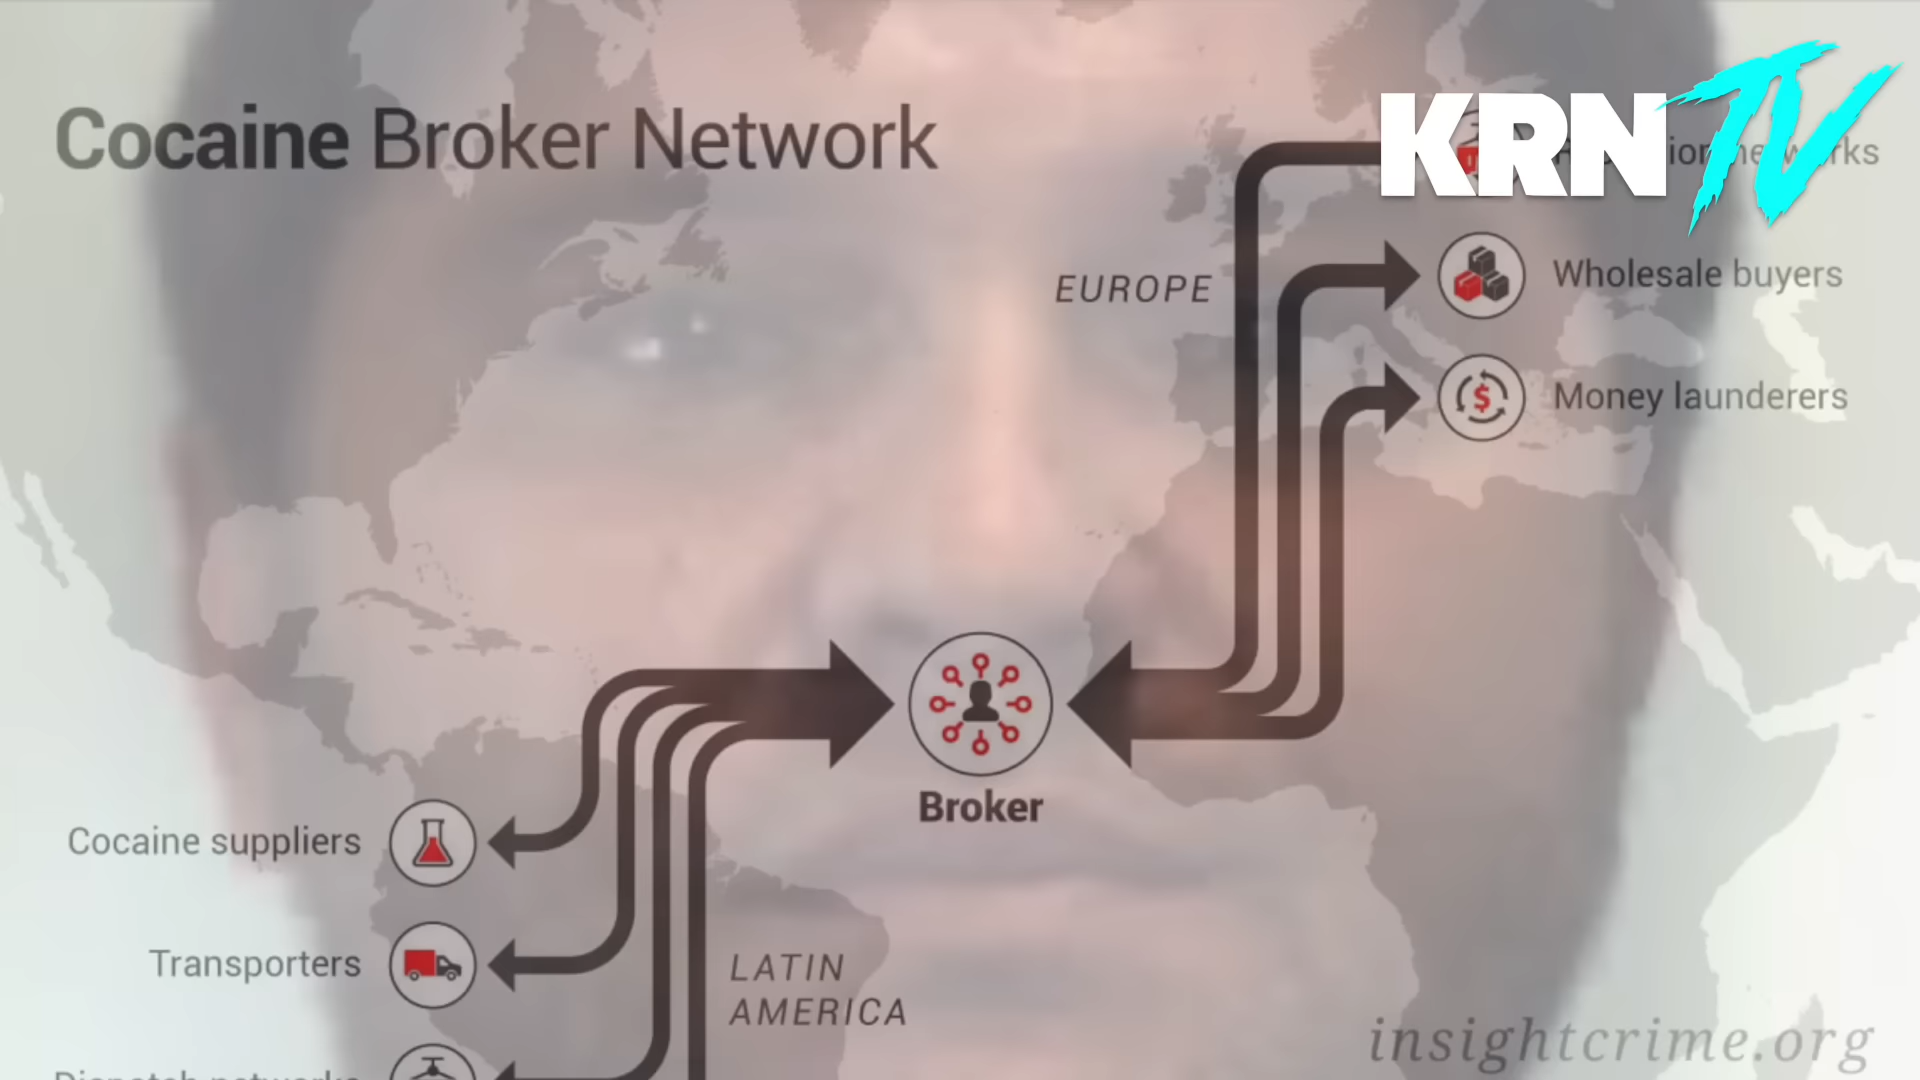 Cocaine Broker Network
KRN TV
EUROPE
Wholesale buyers
Money launderers
Broker
Cocaine suppliers
Transporters
LATIN
AMERICA
insightcrime.org